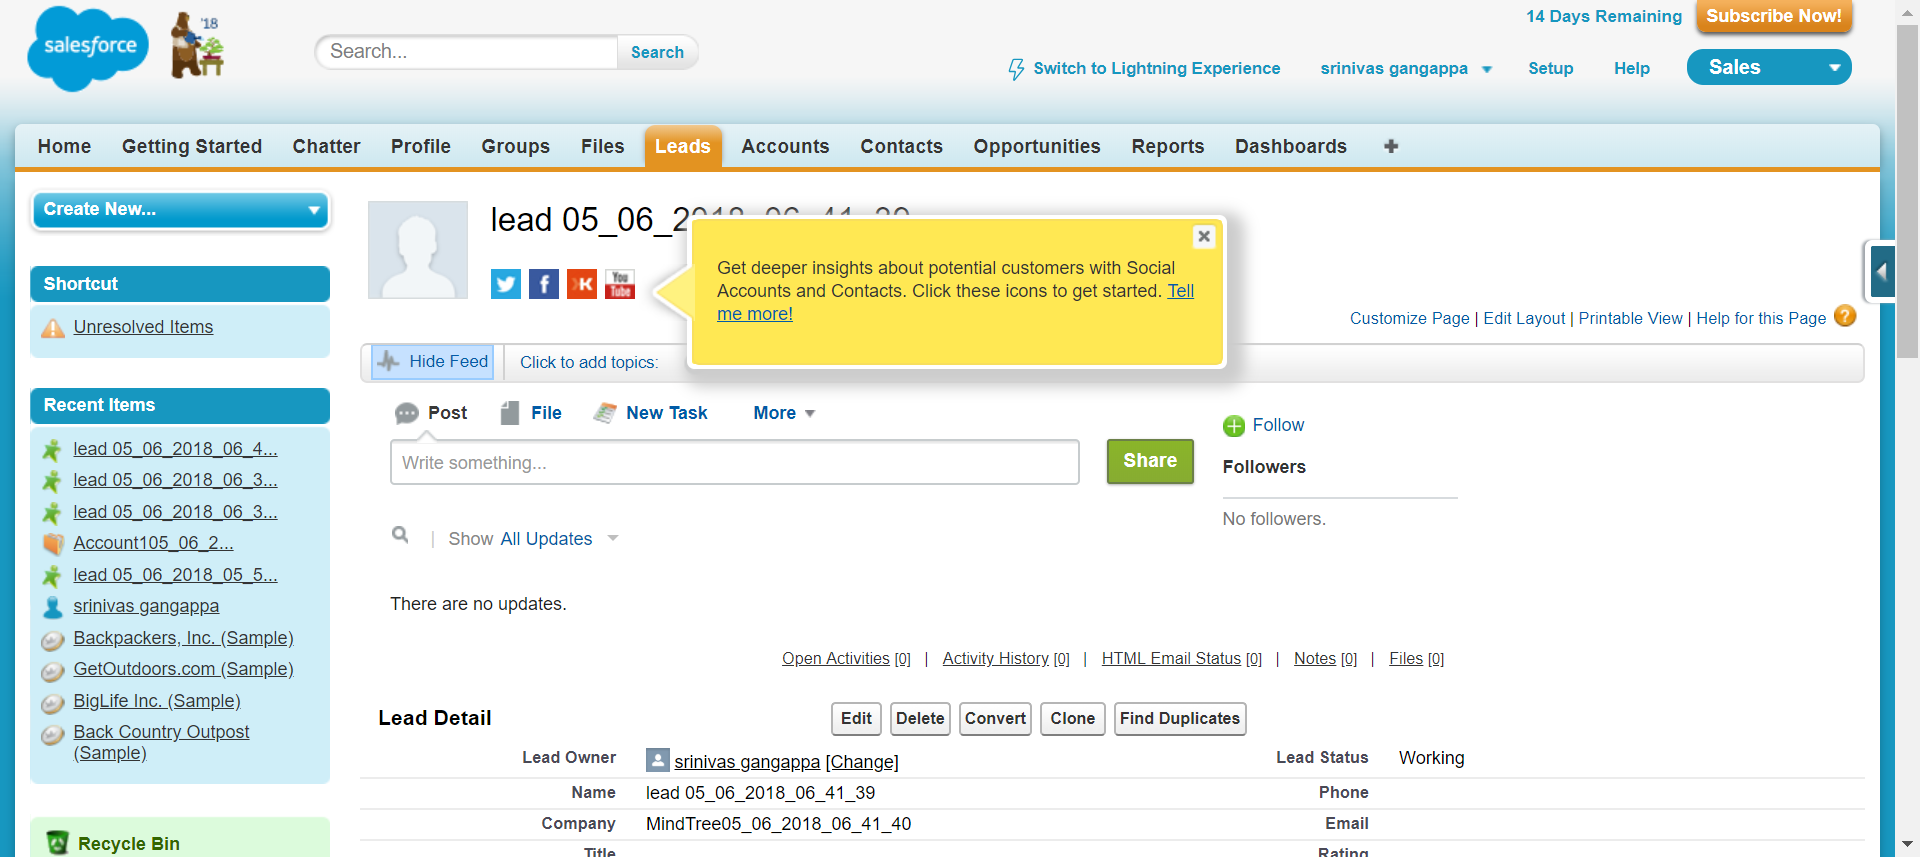 salesforce
'18
Search...
Search
14 Days Remaining
Subscribe Now!
Switch to Lightning Experience
srinivas gangappa
Setup
Help
Sales
Home
Getting Started
Chatter
Profile
Groups
Files
Leads
Accounts
Contacts
Opportunities
Reports
Dashboards
Create New...
Shortcut
Unresolved Items
Recent Items
lead 05_06_2018_06_4...
lead 05_06_2018_06_3...
lead 05_06_2018_06_3...
Account105_06_2...
lead 05_06_2018_05_5...
srinivas gangappa
Backpackers, Inc. (Sample)
GetOutdoors.com (Sample)
BigLife Inc. (Sample)
Back Country Outpost
(Sample)
Recycle Bin
lead 05_06_2018_06_41_39
You
Tube
Get deeper insights about potential customers with Social
Accounts and Contacts. Click these icons to get started. Tell
me more!
Customize Page | Edit Layout | Printable View | Help for this Page
Hide Feed
Click to add topics:
Post
File
New Task
More
Write something...
Share
Follow
Followers
No followers.
Show All Updates
There are no updates.
Open Activities [0] | Activity History [0] | HTML Email Status [0] | Notes [0] | Files [0]
Lead Detail
Edit
Delete
Convert
Clone
Find Duplicates
Lead Owner srinivas gangappa [Change]
Lead Status Working
Name lead 05_06_2018_06_41_39
Phone
Company MindTree05_06_2018_06_41_40
Email
Title
Rating